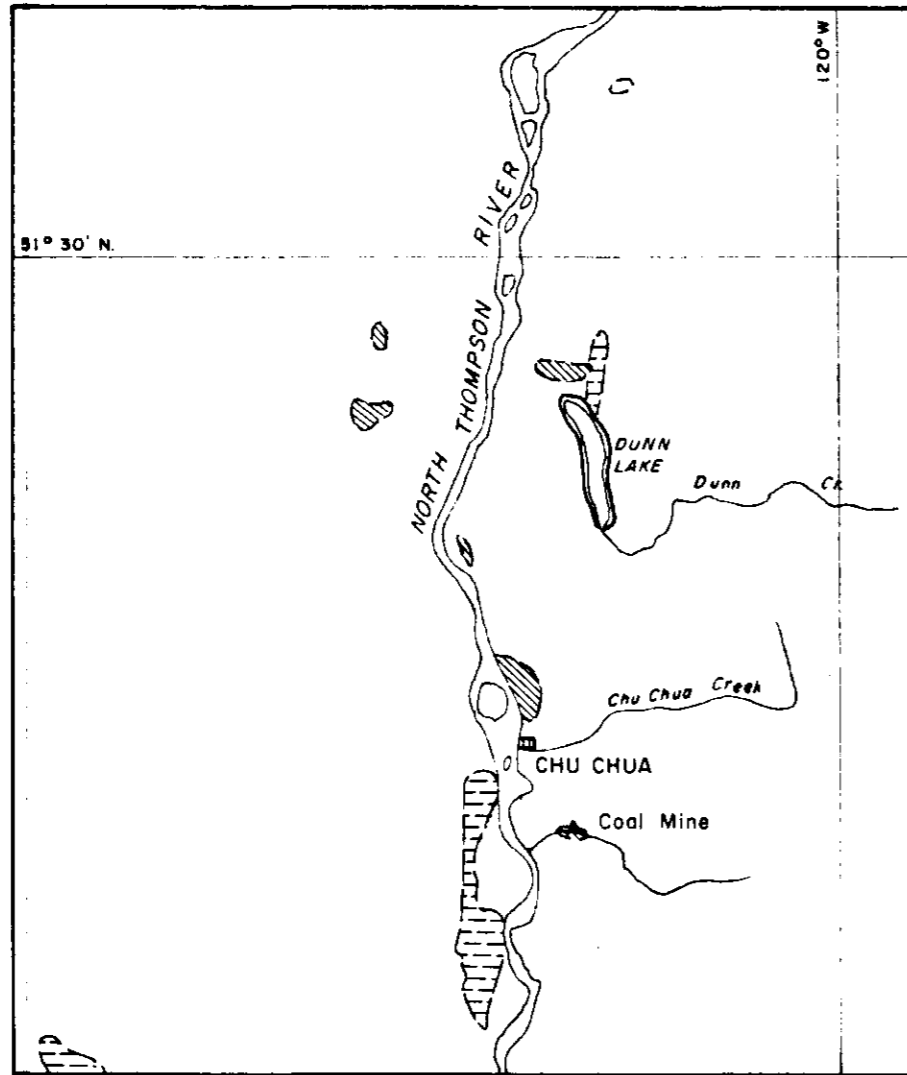 120° W
51° 30' N.
NORTH THOMPSON RIVER
DUNN
LAKE
Dunn Ck.
Chu Chua Creek
CHU CHUA
Coal Mine